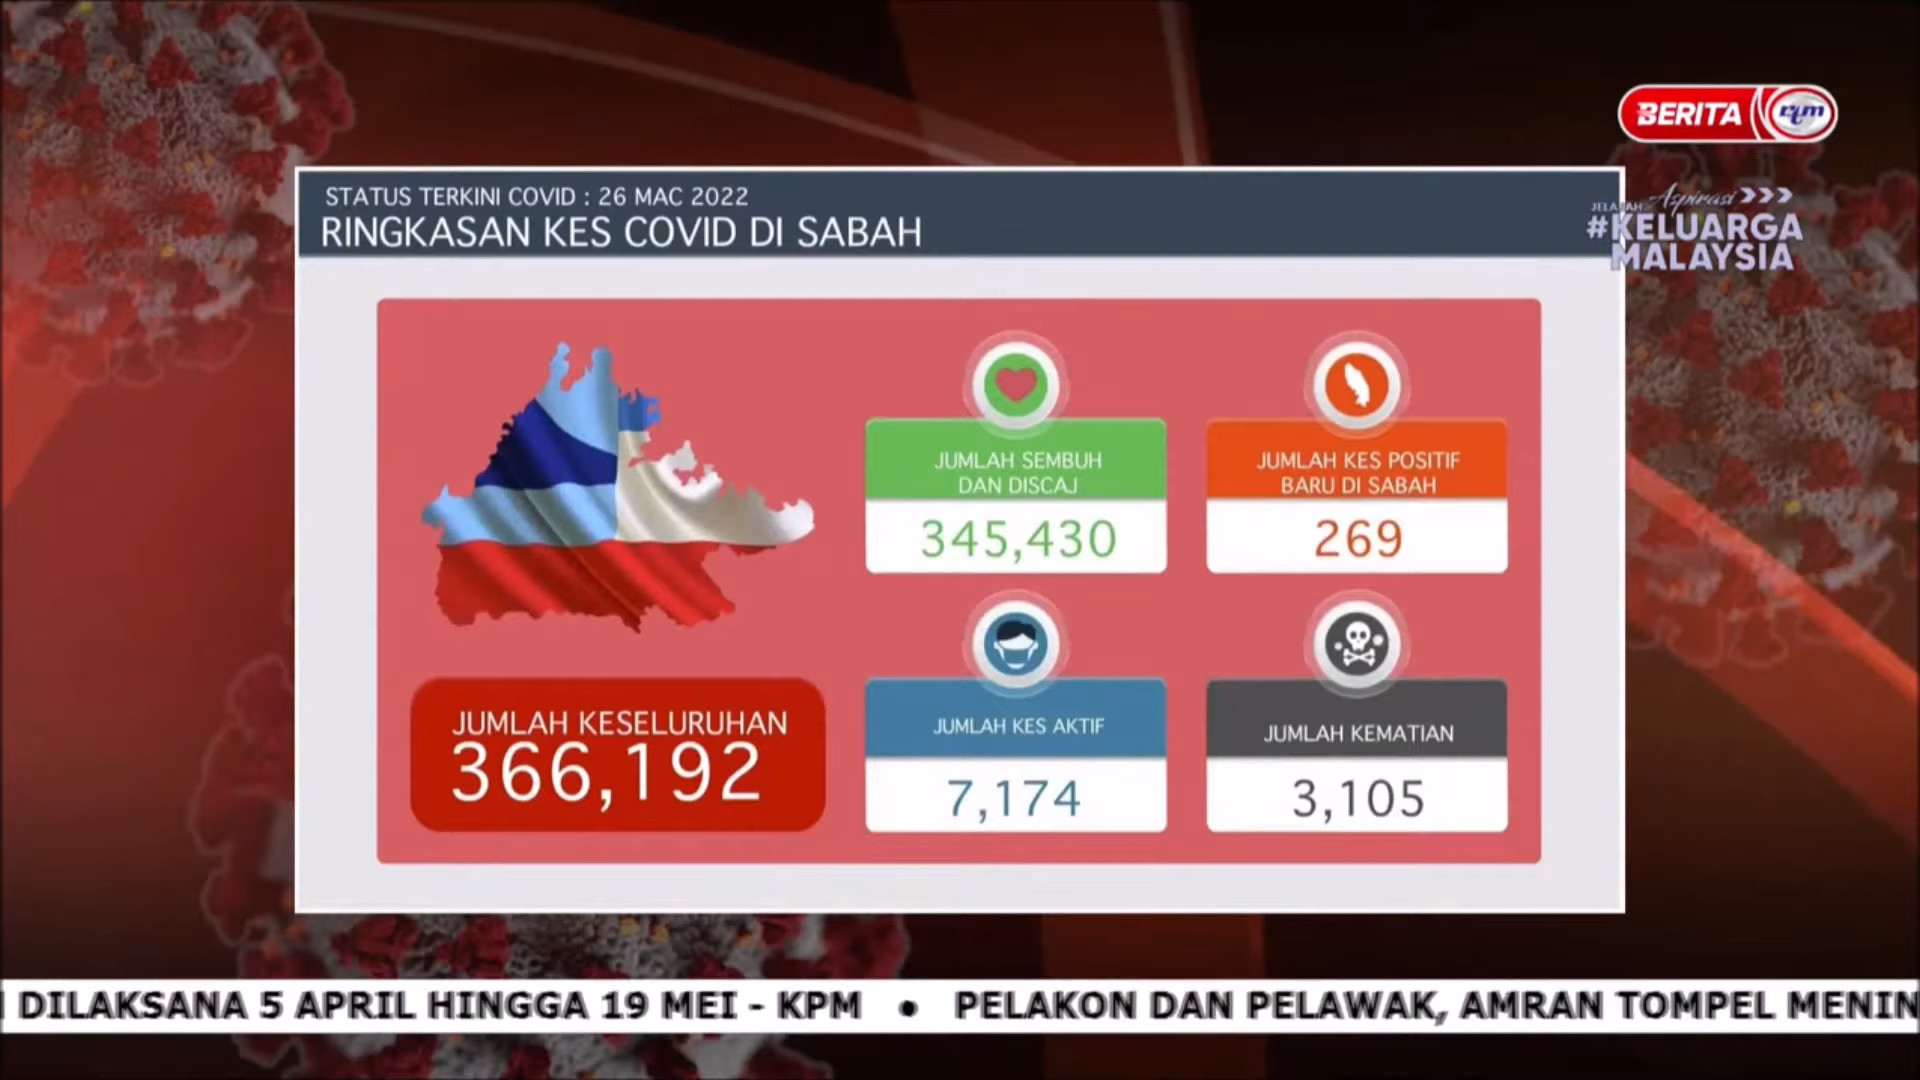 BERITA rtm
STATUS TERKINI COVID : 26 MAC 2022
RINGKASAN KES COVID DI SABAH
JELAJAH Aspirasi
#KELUARGA
MALAYSIA
JUMLAH SEMBUH
DAN DISCAJ
345,430
JUMLAH KES POSITIF
BARU DI SABAH
269
JUMLAH KESELURUHAN
366,192
JUMLAH KES AKTIF
7,174
JUMLAH KEMATIAN
3,105
DILAKSANA 5 APRIL HINGGA 19 MEI - KPM • PELAKON DAN PELAWAK, AMRAN TOMPEL MENIN